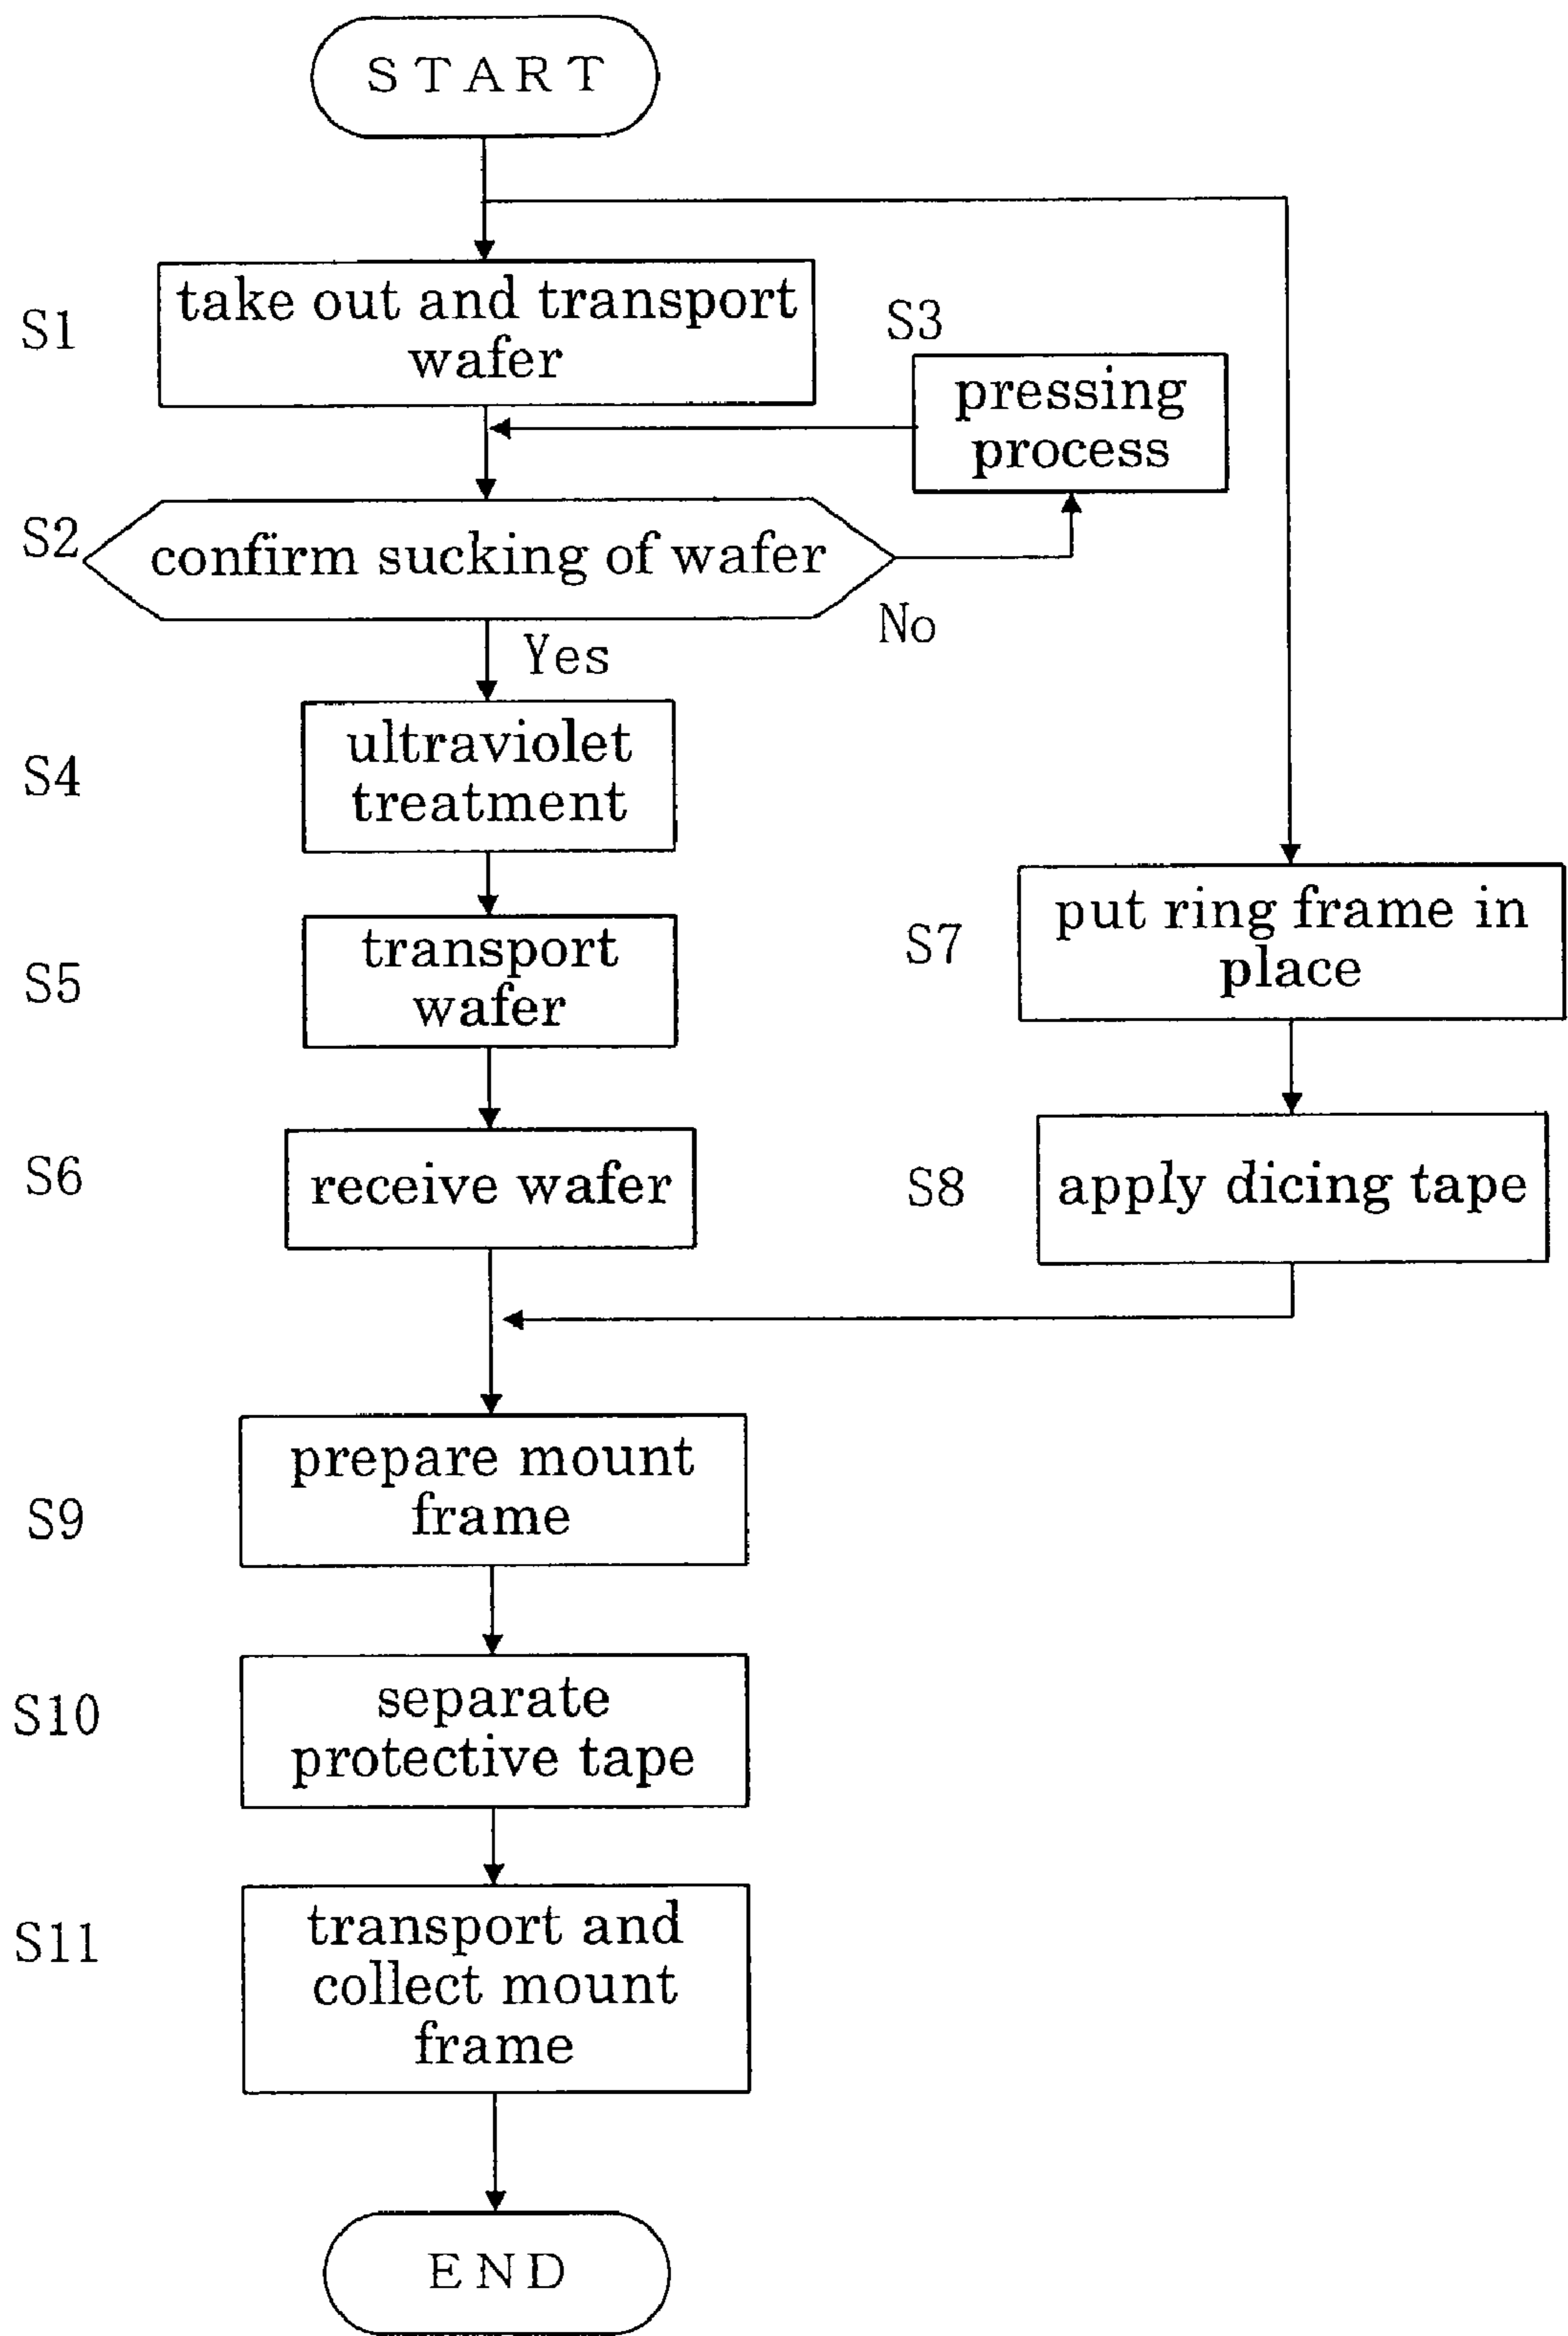 START
S1
take out and transport
wafer
S3
pressing
process
S2
confirm sucking of wafer
No
Yes
S4
ultraviolet
treatment
S5
transport
wafer
S7
put ring frame in
place
S6
receive wafer
S8
apply dicing tape
S9
prepare mount
frame
S10
separate
protective tape
S11
transport and
collect mount
frame
END